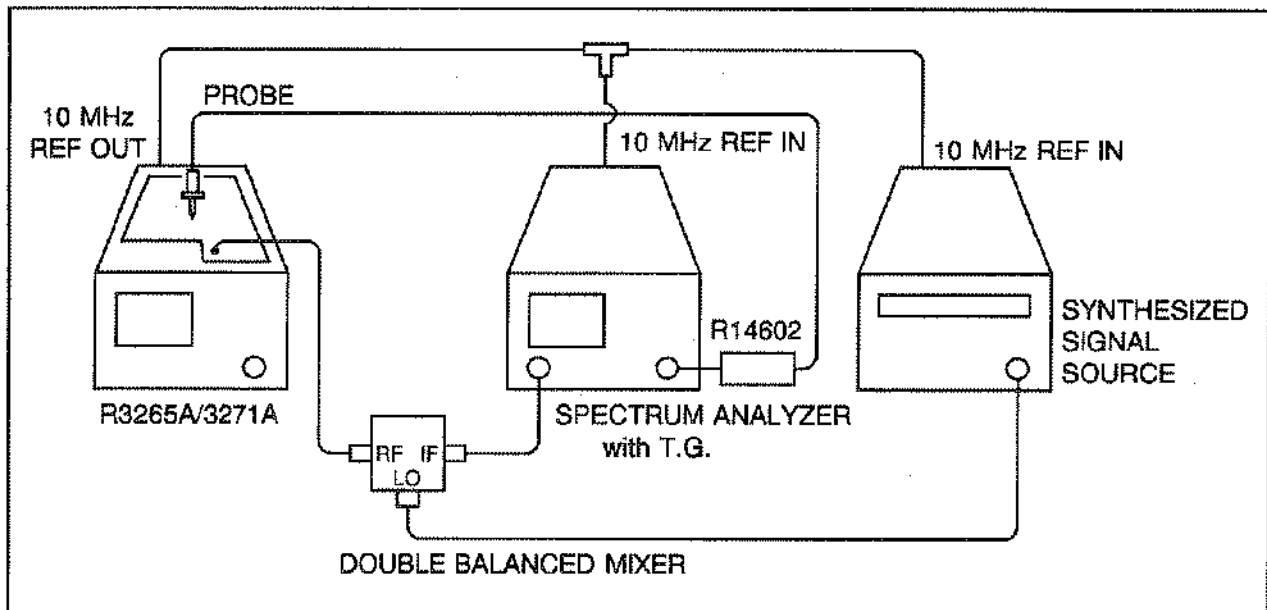 PROBE
10 MHz
REF OUT
10 MHz REF IN
10 MHz REF IN
R14602
SYNTHESIZED
SIGNAL
SOURCE
R3265A/3271A
SPECTRUM ANALYZER
with T.G.
RF IF
LO
DOUBLE BALANCED MIXER